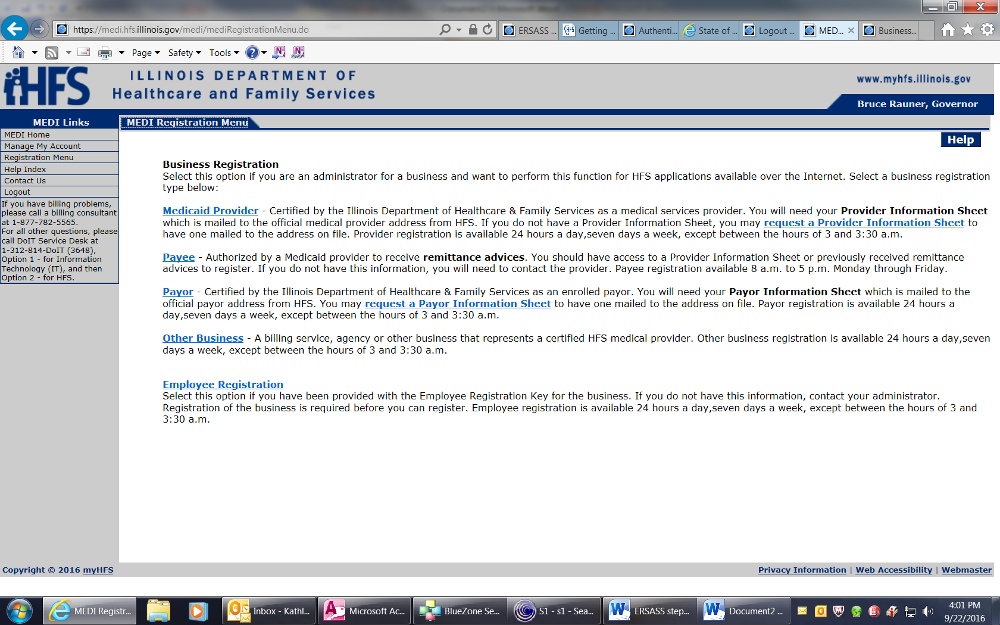 https://medi.hfs.illinois.gov/medi/mediRegistrationMenu.do
ERSASS ...
Getting ...
Authenti...
State of ...
Logout ...
MED...
Business...
Page
Safety
Tools
HFS
ILLINOIS DEPARTMENT OF
Healthcare and Family Services
www.myhfs.illinois.gov
Bruce Rauner, Governor
MEDI Links
MEDI Home
Manage My Account
Registration Menu
Help Index
Contact Us
Logout
If you have billing problems,
please call a billing consultant
at 1-877-782-5565.
For all other questions, please
call DoIT Service Desk at
1-312-814-DoIT (3648),
Option 1 - for Information
Technology (IT), and then
Option 2 - for HFS.
MEDI Registration Menu
Help
Business Registration
Select this option if you are an administrator for a business and want to perform this function for HFS applications available over the Internet. Select a business registration
type below:
Medicaid Provider - Certified by the Illinois Department of Healthcare & Family Services as a medical services provider. You will need your Provider Information Sheet
which is mailed to the official medical provider address from HFS. If you do not have a Provider Information Sheet, you may request a Provider Information Sheet to
have one mailed to the address on file. Provider registration is available 24 hours a day,seven days a week, except between the hours of 3 and 3:30 a.m.
Payee - Authorized by a Medicaid provider to receive remittance advices. You should have access to a Provider Information Sheet or previously received remittance
advices to register. If you do not have this information, you will need to contact the provider. Payee registration available 8 a.m. to 5 p.m. Monday through Friday.
Payor - Certified by the Illinois Department of Healthcare & Family Services as an enrolled payor. You will need your Payor Information Sheet which is mailed to the
official payor address from HFS. You may request a Payor Information Sheet to have one mailed to the address on file. Payor registration is available 24 hours a
day,seven days a week, except between the hours of 3 and 3:30 a.m.
Other Business - A billing service, agency or other business that represents a certified HFS medical provider. Other business registration is available 24 hours a day,seven
days a week, except between the hours of 3 and 3:30 a.m.
Employee Registration
Select this option if you have been provided with the Employee Registration Key for the business. If you do not have this information, contact your administrator.
Registration of the business is required before you can register. Employee registration is available 24 hours a day,seven days a week, except between the hours of 3 and
3:30 a.m.
Copyright © 2016 myHFS
Privacy Information | Web Accessibility | Webmaster
MEDI Registr...
Inbox - Kathl...
Microsoft Ac...
BlueZone Se...
S1 - s1 - Sea...
ERSASS step...
Document2 ...
4:01 PM
9/22/2016